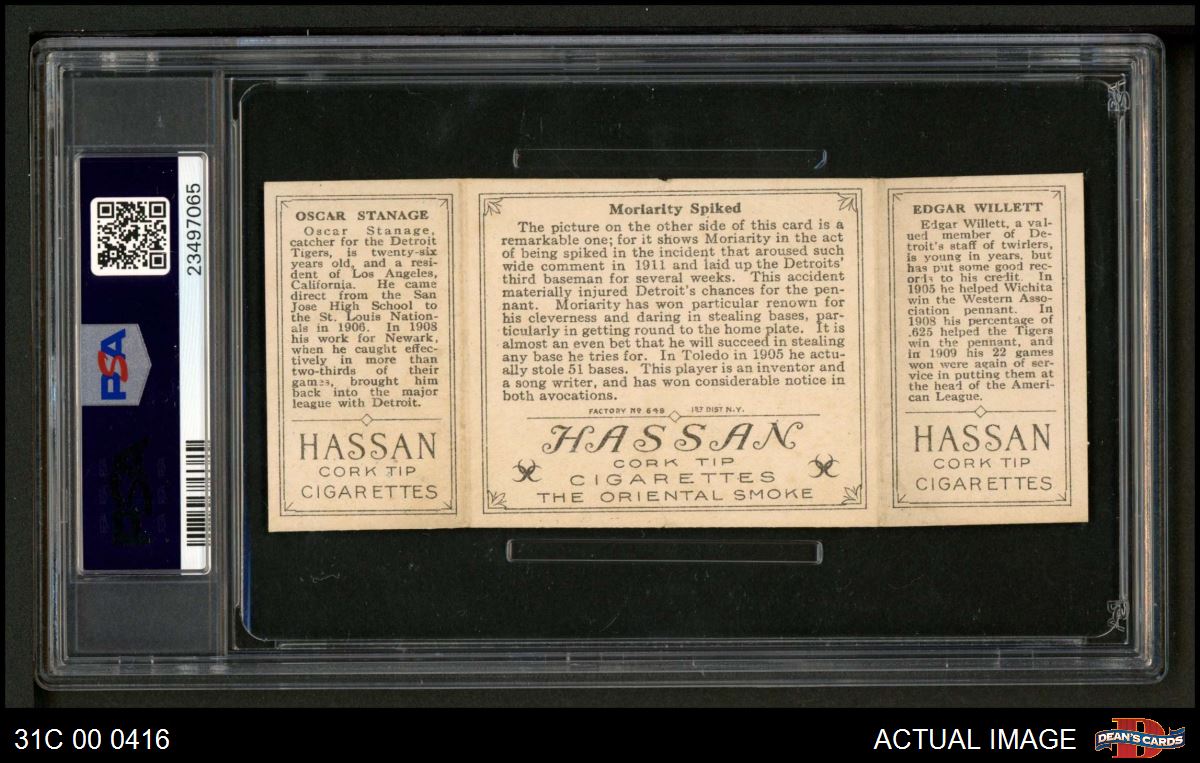 23497065
PSA
OSCAR STANAGE
Oscar Stanage,
catcher for the Detroit
Tigers, is twenty-six
years old, and a resi-
dent of Los Angeles,
California. He came
direct from the San
Jose High School to
the St. Louis Nation-
als in 1906. In 1908
his work for Newark,
when he caught effec-
tively in more than
two-thirds of their
games, brought him
back into the major
league with Detroit.
HASSAN
CORK TIP
CIGARETTES
Moriarity Spiked
The picture on the other side of this card is a
remarkable one; for it shows Moriarity in the act
of being spiked in the incident that aroused such
wide comment in 1911 and laid up the Detroits'
third baseman for several weeks. This accident
materially injured Detroit's chances for the pen-
nant. Moriarity has won particular renown for
his cleverness and daring in stealing bases, par-
ticularly in getting round to the home plate. It is
almost an even bet that he will succeed in stealing
any base he tries for. In Toledo in 1905 he actu-
ally stole 51 bases. This player is an inventor and
a song writer, and has won considerable notice in
both avocations.
FACTORY No 649 1ST DIST N.Y.
HASSAN
CORK TIP
CIGARETTES
THE ORIENTAL SMOKE
EDGAR WILLETT
Edgar Willett, a val-
ued member of De-
troit's staff of twirlers,
is young in years, but
has put some good rec-
ords to his credit. In
1905 he helped Wichita
win the Western Asso-
ciation pennant. In
1908 his percentage of
.625 helped the Tigers
win the pennant, and
in 1909 his 22 games
won were again of ser-
vice in putting them at
the head of the Ameri-
can League.
HASSAN
CORK TIP
CIGARETTES
31C 00 0416
ACTUAL IMAGE
DEAN'S CARDS